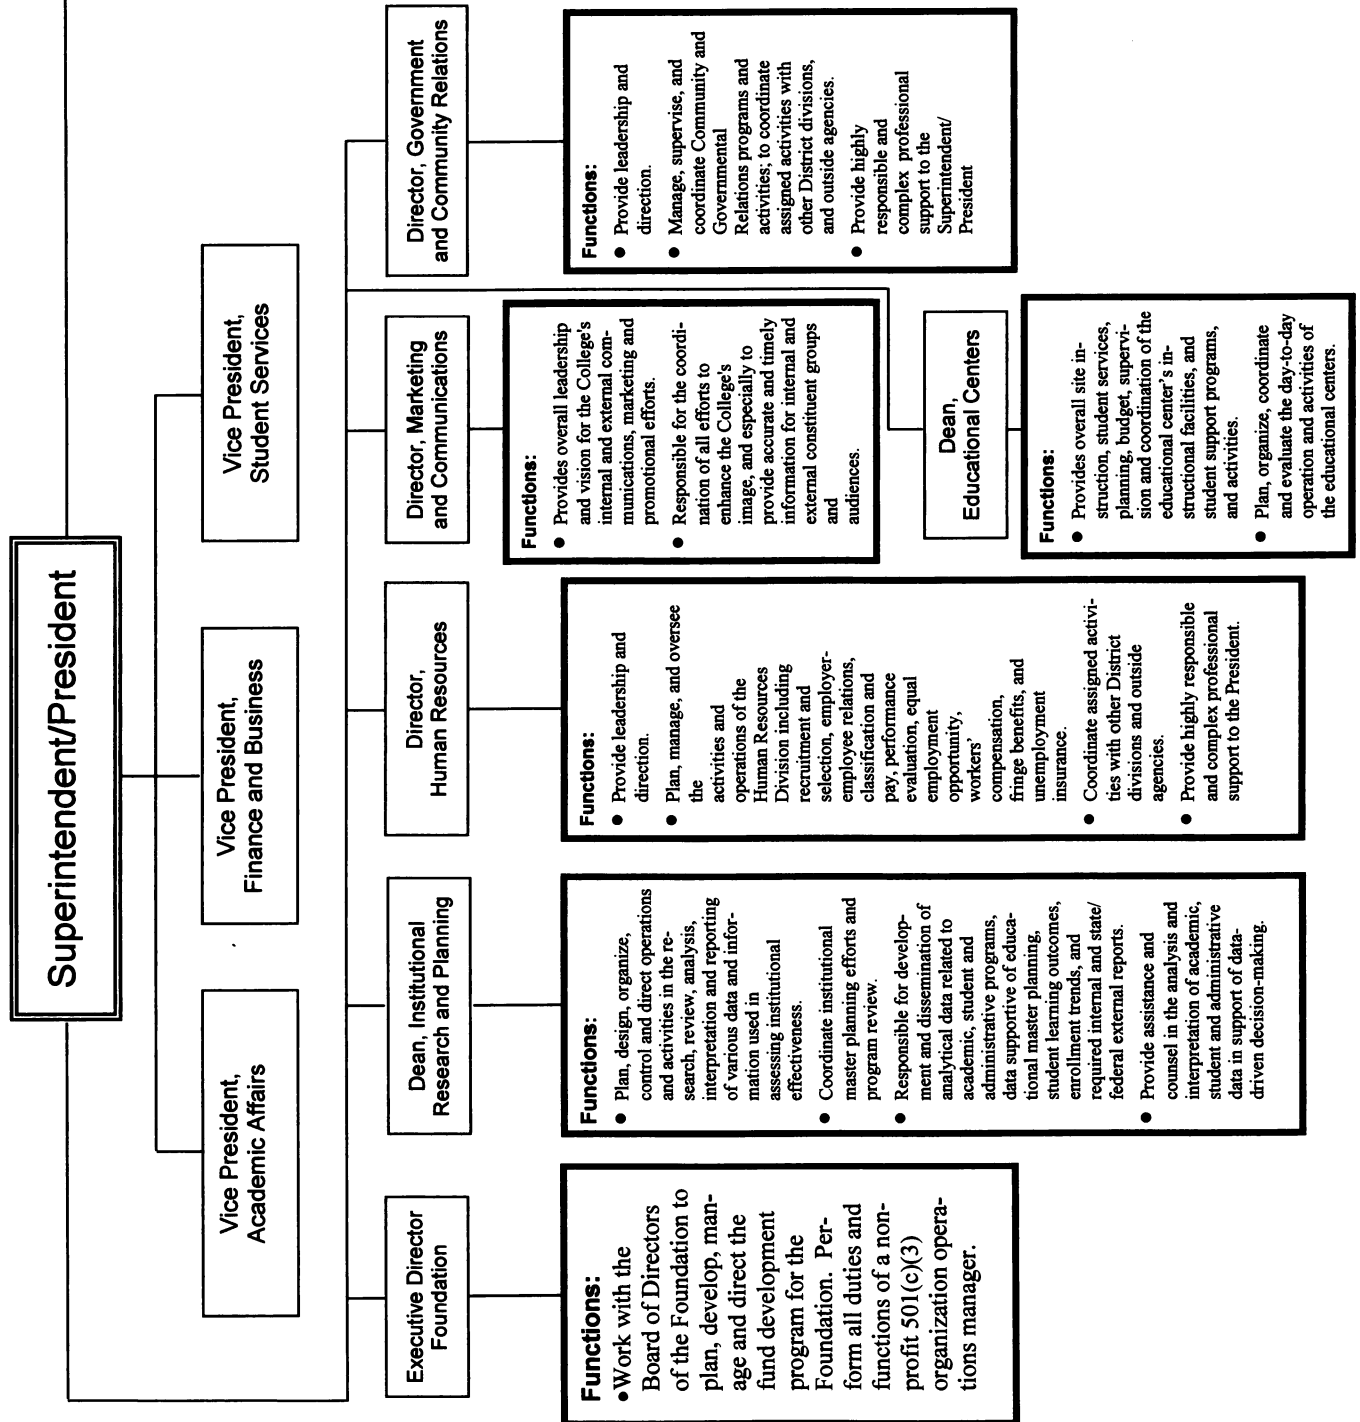 Superintendent/President
Vice President,
Academic Affairs
Vice President,
Finance and Business
Vice President,
Student Services
Executive Director
Foundation
Functions:
●Work with the
Board of Directors
of the Foundation to
plan, develop, man-
age and direct the
fund development
program for the
Foundation. Per-
form all duties and
functions of a non-
profit 501(c)(3)
organization opera-
tions manager.
Dean, Institutional
Research and Planning
Functions:
● Plan, design, organize,
control and direct operations
and activities in the re-
search, review, analysis,
interpretation and reporting
of various data and infor-
mation used in
assessing institutional
effectiveness.
● Coordinate institutional
master planning efforts and
program review.
● Responsible for develop-
ment and dissemination of
analytical data related to
academic, student and
administrative programs,
data supportive of educa-
tional master planning,
student learning outcomes,
enrollment trends, and
required internal and state/
federal external reports.
● Provide assistance and
counsel in the analysis and
interpretation of academic,
student and administrative
data in support of data-
driven decision-making.
Director,
Human Resources
Functions:
● Provide leadership and
direction.
● Plan, manage, and oversee
the
activities and
operations of the
Human Resources
Division including
recruitment and
selection, employer-
employee relations,
classification and
pay, performance
evaluation, equal
employment
opportunity,
workers'
compensation,
fringe benefits, and
unemployment
insurance.
● Coordinate assigned activi-
ties with other District
divisions and outside
agencies.
● Provide highly responsible
and complex professional
support to the President.
Director, Marketing
and Communications
Functions:
● Provides overall leadership
and vision for the College's
internal and external com-
munications, marketing and
promotional efforts.
● Responsible for the coordi-
nation of all efforts to
enhance the College's
image, and especially to
provide accurate and timely
information for internal and
external constituent groups
and
audiences.
Dean,
Educational Centers
Functions:
● Provides overall site in-
struction, student services,
planning, budget, supervi-
sion and coordination of the
educational center's in-
structional facilities, and
student support programs,
and activities.
● Plan, organize, coordinate
and evaluate the day-to-day
operation and activities of
the educational centers.
Director, Government
and Community Relations
Functions:
● Provide leadership and
direction.
● Manage, supervise, and
coordinate Community and
Governmental
Relations programs and
activities; to coordinate
assigned activities with
other District divisions,
and outside agencies.
● Provide highly
responsible and
complex professional
support to the
Superintendent/
President